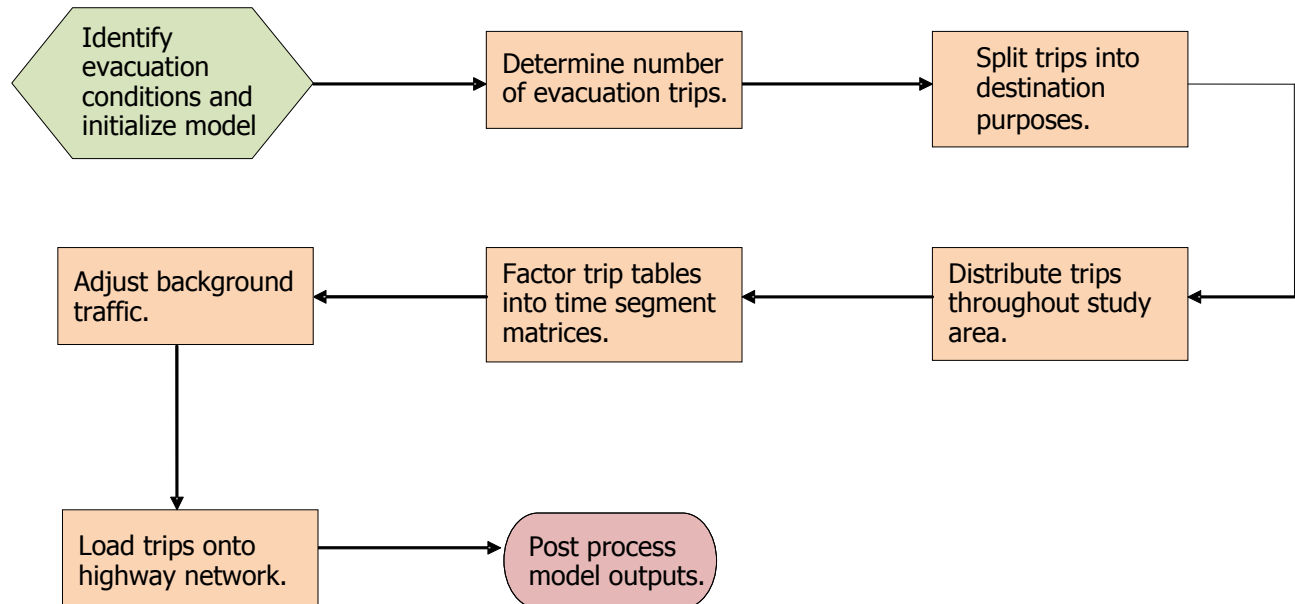 Identify
evacuation
conditions and
initialize model
Determine number
of evacuation trips.
Split trips into
destination
purposes.
Distribute trips
throughout study
area.
Factor trip tables
into time segment
matrices.
Adjust background
traffic.
Load trips onto
highway network.
Post process
model outputs.